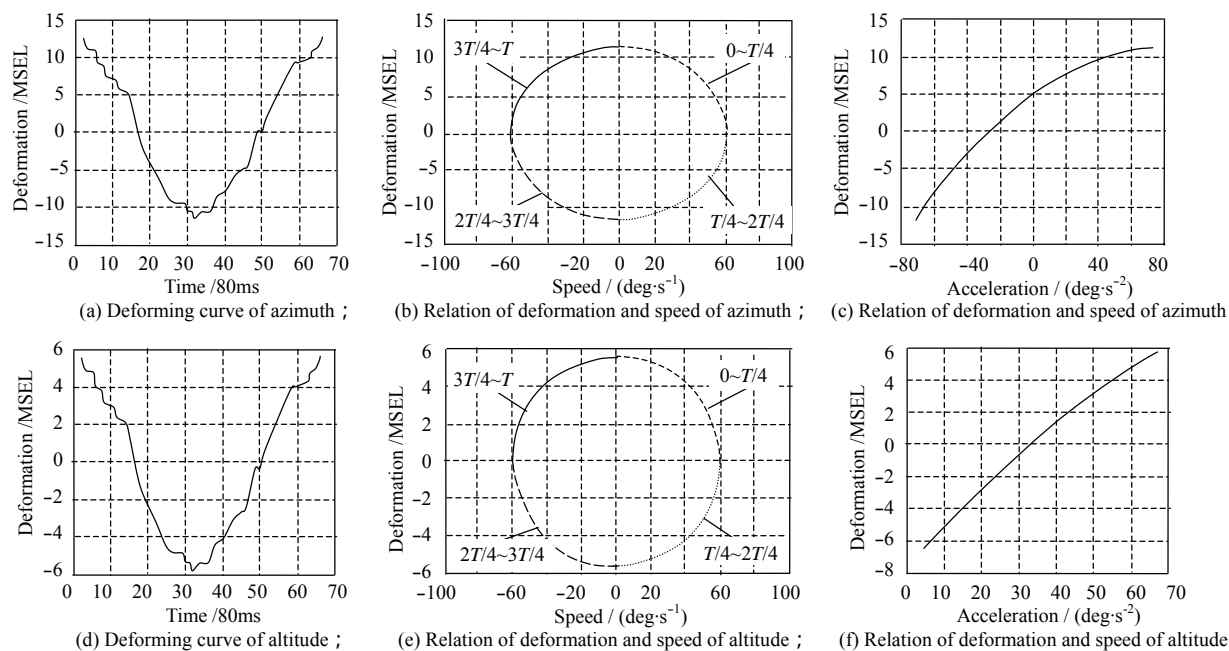 Deformation /MSEL
15
10
5
0
−5
−10
−15
0 10 20 30 40 50 60 70
Time /80ms
(a) Deforming curve of azimuth ;
Deformation /MSEL
15
10
5
0
−5
−10
−15
3T/4~T
0~T/4
2T/4~3T/4
T/4~2T/4
−100 −60 −20 0 20 60 100
Speed / (deg·s⁻¹)
(b) Relation of deformation and speed of azimuth ;
Deformation /MSEL
15
10
5
0
−5
−10
−15
−80 −40 0 40 80
Acceleration / (deg·s⁻²)
(c) Relation of deformation and speed of azimuth
Deformation /MSEL
6
4
2
0
−2
−4
−6
0 10 20 30 40 50 60 70
Time /80ms
(d) Deforming curve of altitude ;
Deformation /MSEL
6
4
2
0
−2
−4
−6
3T/4~T
0~T/4
2T/4~3T/4
T/4~2T/4
−100 −60 −20 0 20 60 100
Speed / (deg·s⁻¹)
(e) Relation of deformation and speed of altitude ;
Deformation /MSEL
6
4
2
0
−2
−4
−6
−8
0 10 20 30 40 50 60 70
Acceleration / (deg·s⁻²)
(f) Relation of deformation and speed of altitude